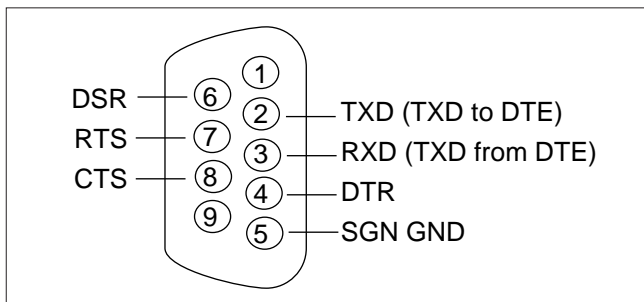 1
DSR 6
2 TXD (TXD to DTE)
RTS 7
3 RXD (TXD from DTE)
CTS 8
4 DTR
9
5 SGN GND